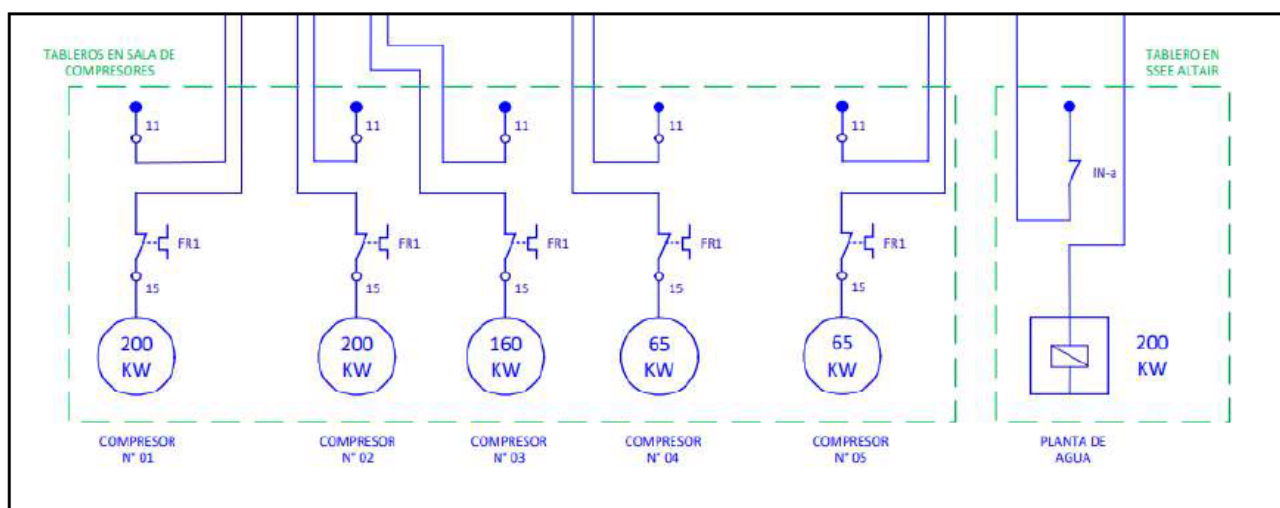 TABLEROS EN SALA DE
COMPRESORES
TABLERO EN
SSEE ALTAIR
11
11
11
11
11
IN-a
FR1
FR1
FR1
FR1
FR1
15
15
15
15
15
200
KW
200
KW
160
KW
65
KW
65
KW
200
KW
COMPRESOR
N° 01
COMPRESOR
N° 02
COMPRESOR
N° 03
COMPRESOR
N° 04
COMPRESOR
N° 05
PLANTA DE
AGUA